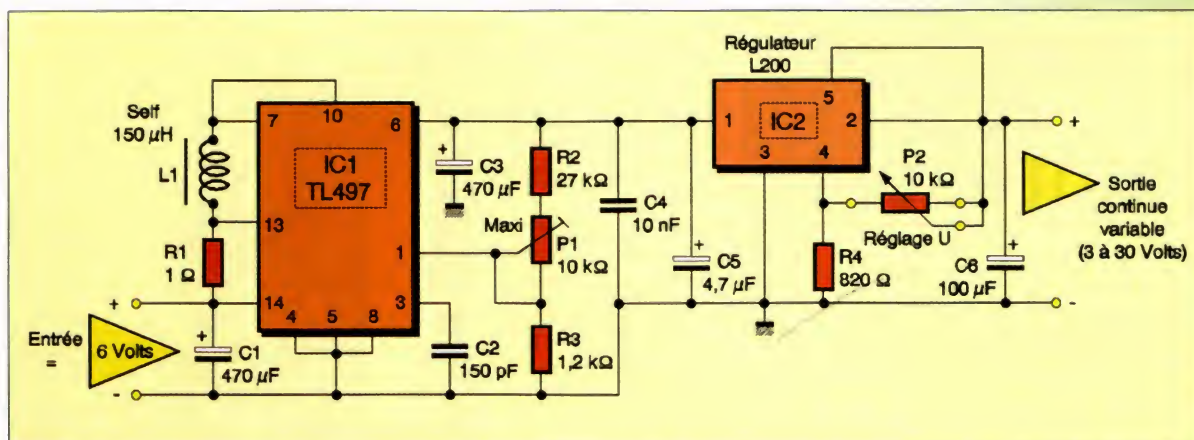 Régulateur
L200
Self
150 µH
L1
7
10
6
IC1
TL497
13
1
14
3
4
5
8
R1
1 Ω
+
Entrée
=
6 Volts
-
+
C1
470 µF
+
C3
470 µF
C2
150 pF
R2
27 kΩ
Maxi
P1
10 kΩ
R3
1,2 kΩ
C4
10 nF
+
C5
4,7 µF
1
IC2
5
2
3
4
P2
10 kΩ
Réglage U
R4
820 Ω
+
C6
100 µF
+
Sortie
continue
variable
(3 à 30 Volts)
-